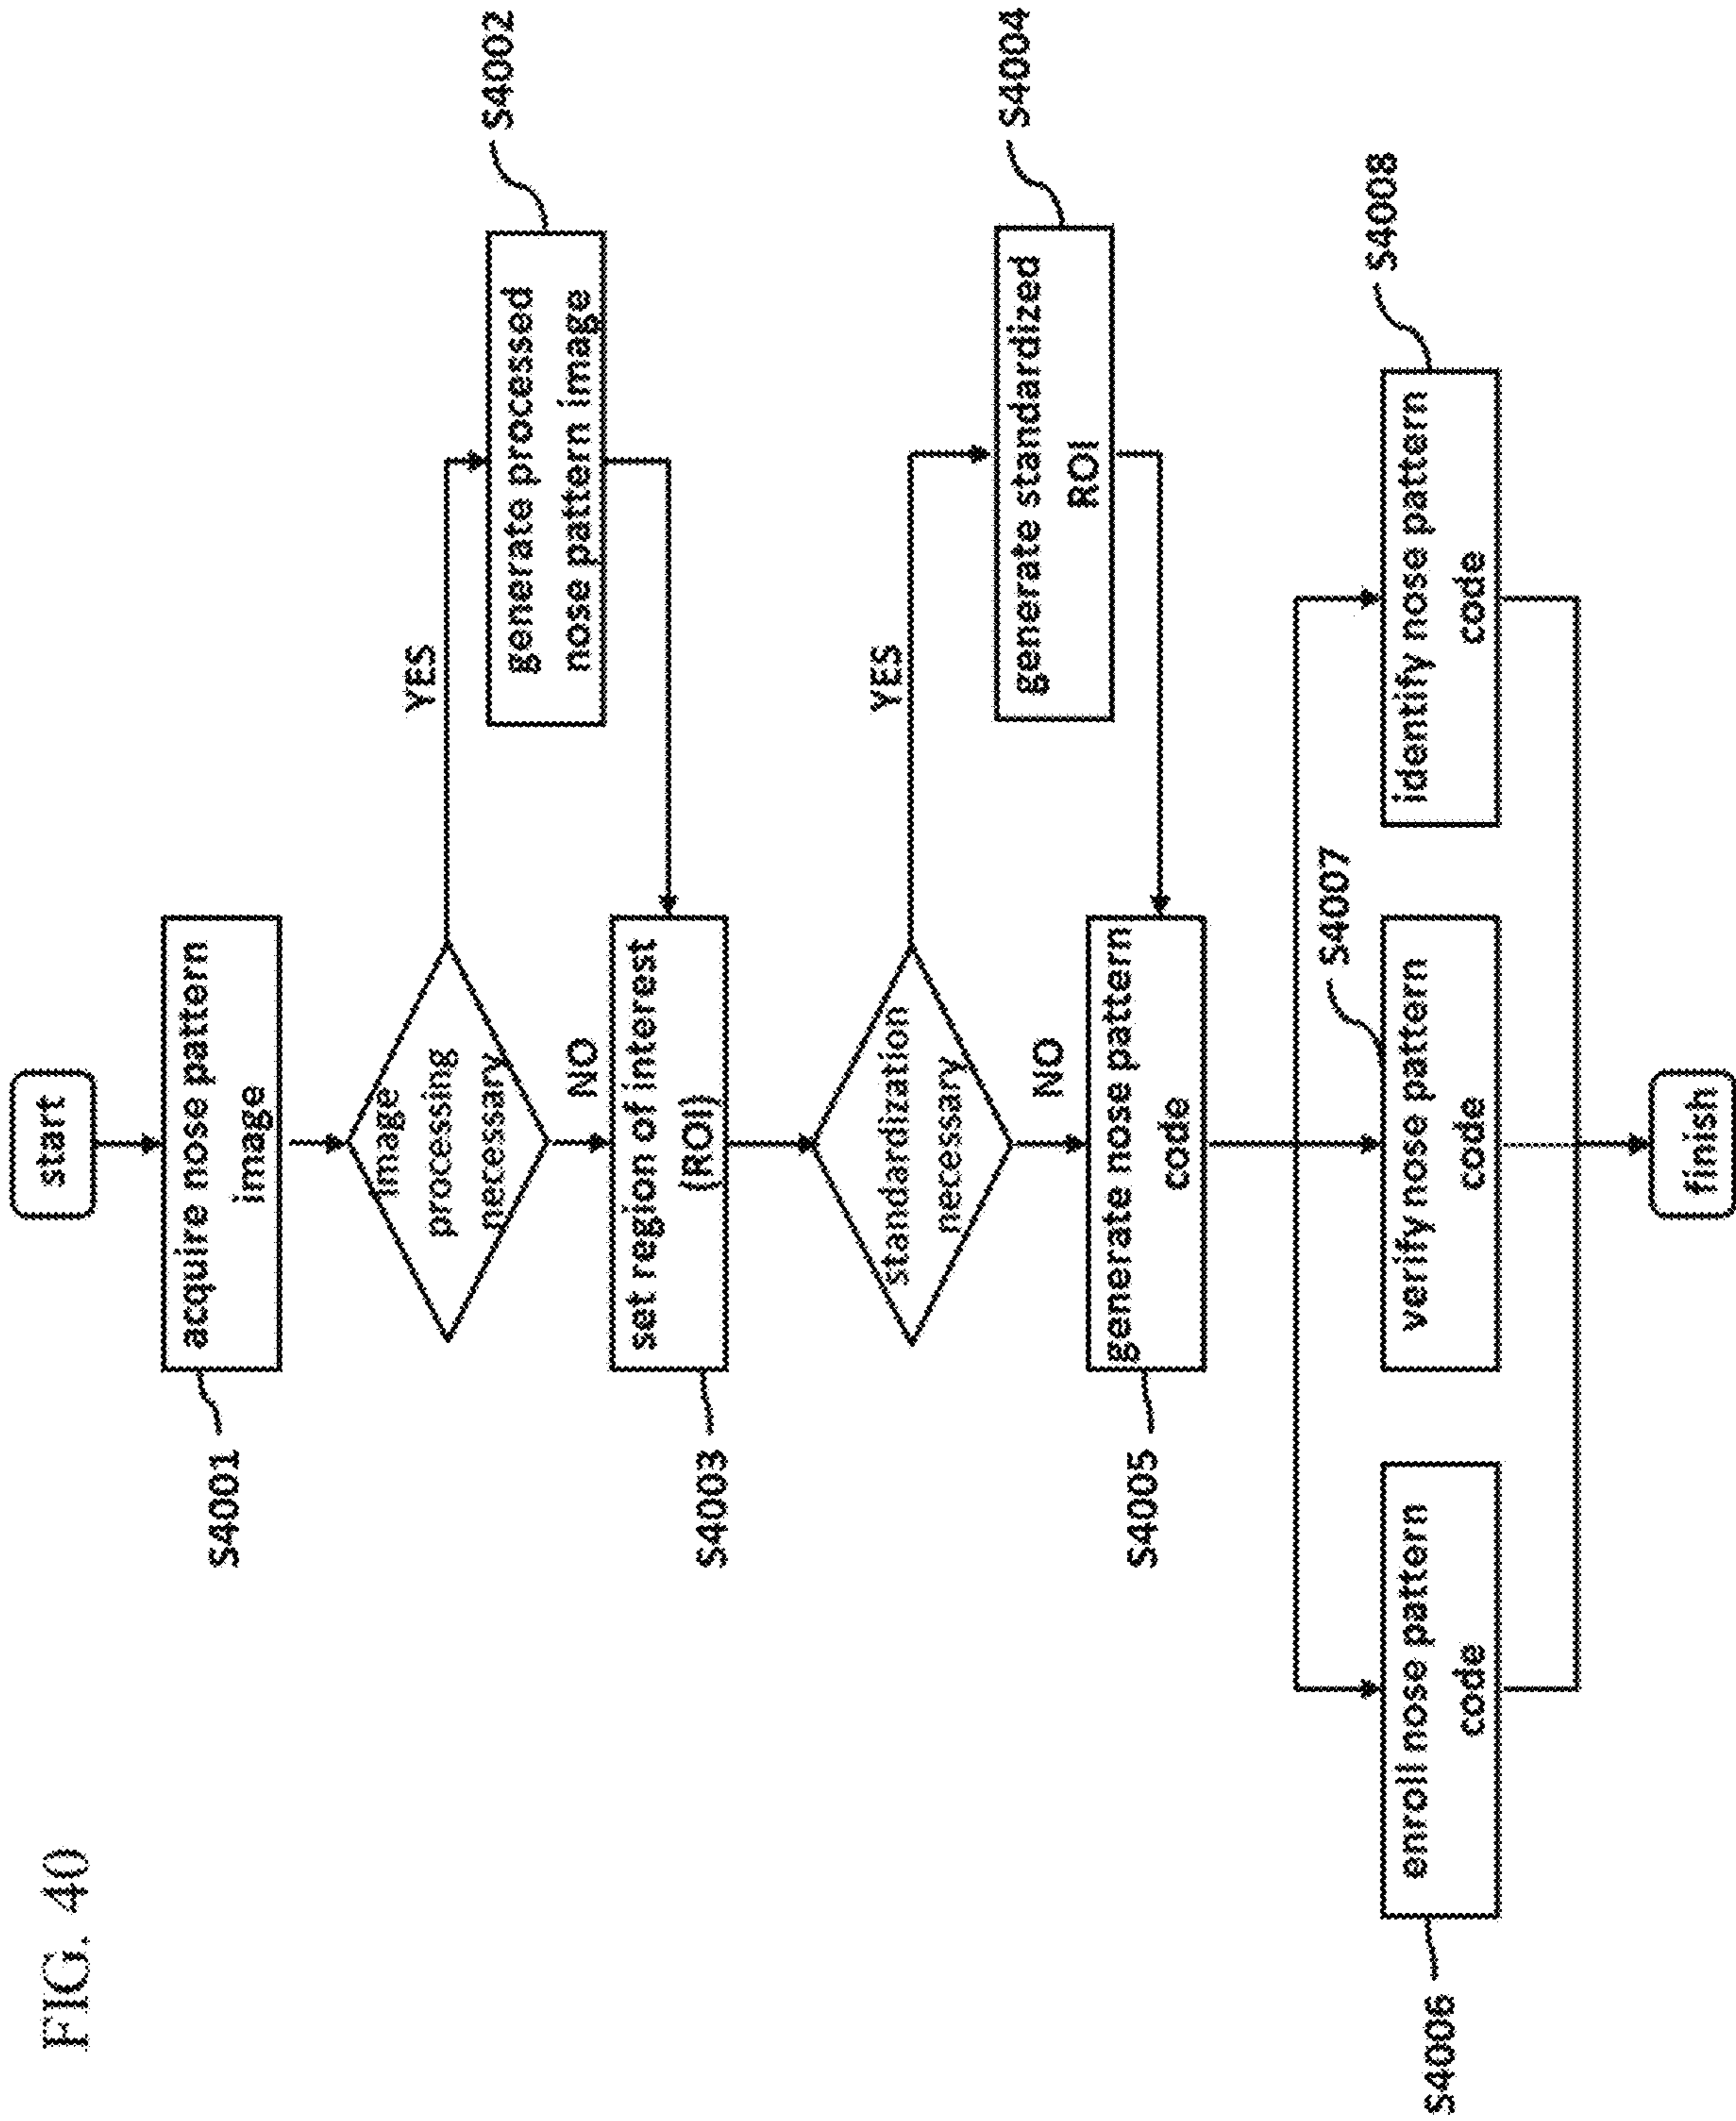 FIG. 40
start
acquire nose pattern
image
S4001
image
processing
necessary
YES
S4002
generate processed
nose pattern image
NO
set region of interest
(ROI)
S4003
standardization
necessary
YES
S4004
generate standardized
ROI
NO
generate nose pattern
code
S4005
S4006
enroll nose pattern
code
S4007
verify nose pattern
code
S4008
identify nose pattern
code
finish